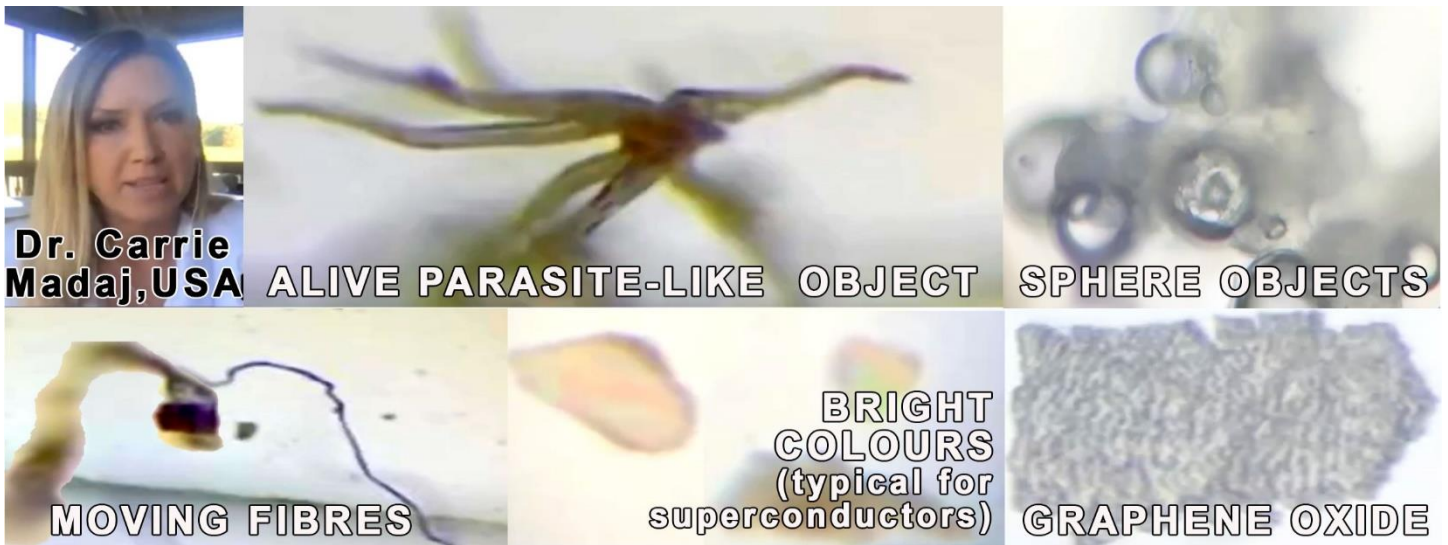 Dr. Carrie
Madaj,USA
ALIVE PARASITE-LIKE OBJECT
SPHERE OBJECTS
MOVING FIBRES
BRIGHT
COLOURS
(typical for
superconductors)
GRAPHENE OXIDE